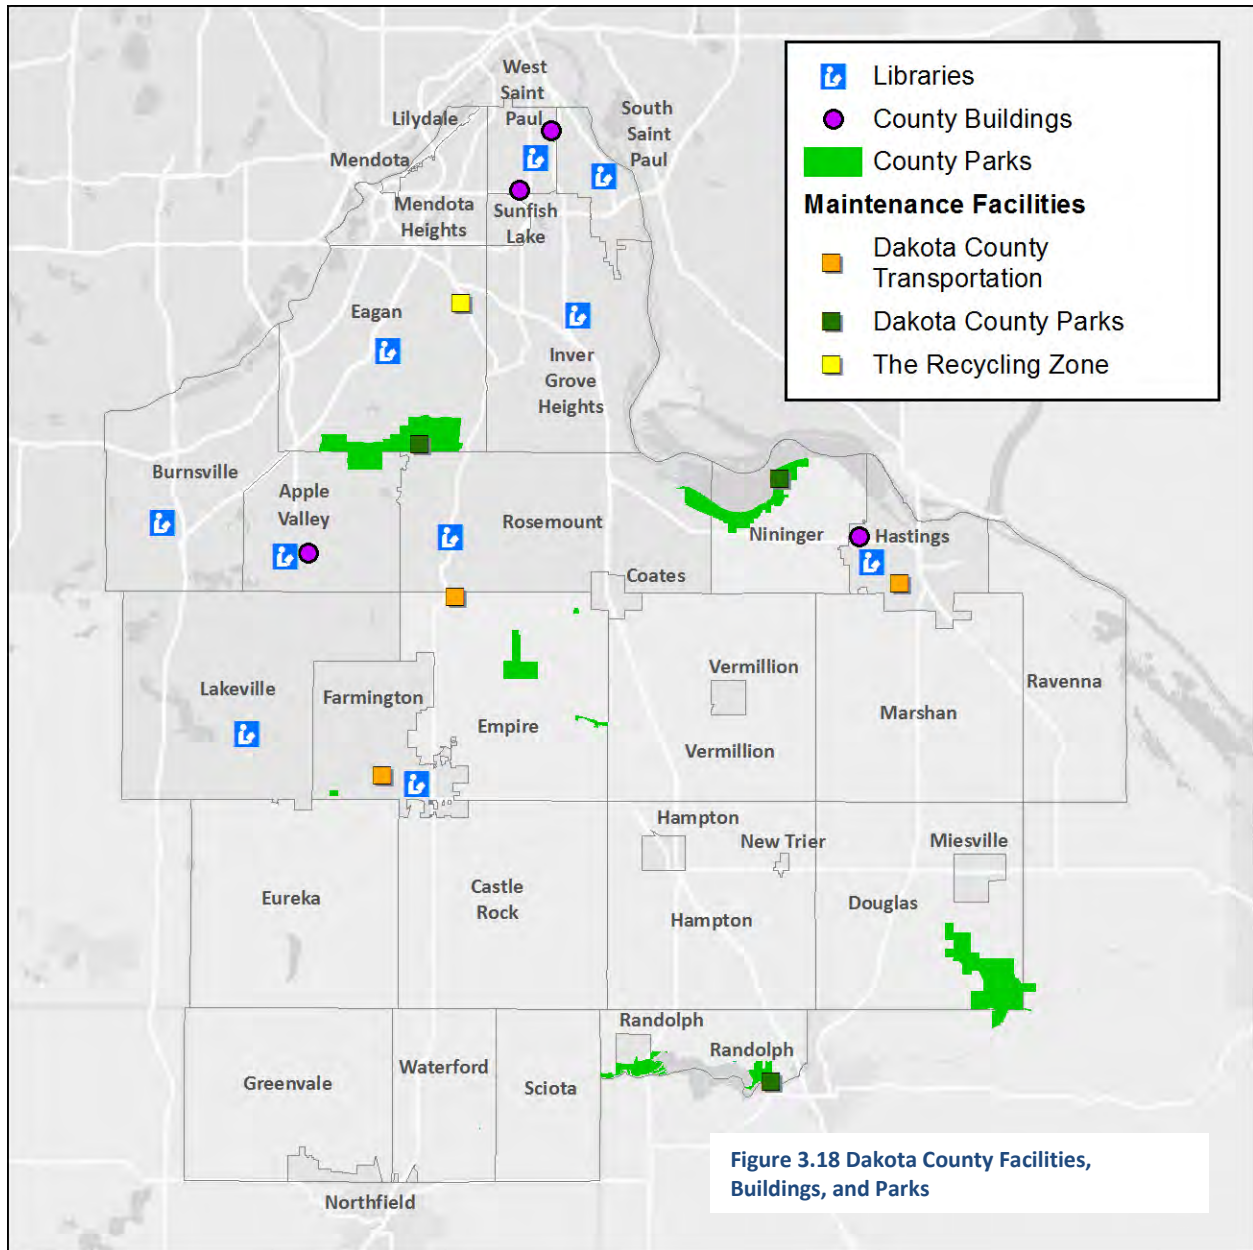 West
Saint
Paul
South
Saint
Paul
Lilydale
Mendota
Mendota
Heights
Sunfish
Lake
Libraries
County Buildings
County Parks
Maintenance Facilities
Dakota County
Transportation
Dakota County Parks
The Recycling Zone
Eagan
Inver
Grove
Heights
Burnsville
Apple
Valley
Rosemount
Nininger
Hastings
Coates
Lakeville
Farmington
Empire
Vermillion
Vermillion
Marshan
Ravenna
Hampton
New Trier
Miesville
Eureka
Castle
Rock
Hampton
Douglas
Randolph
Randolph
Greenvale
Waterford
Sciota
Northfield
Figure 3.18 Dakota County Facilities,
Buildings, and Parks